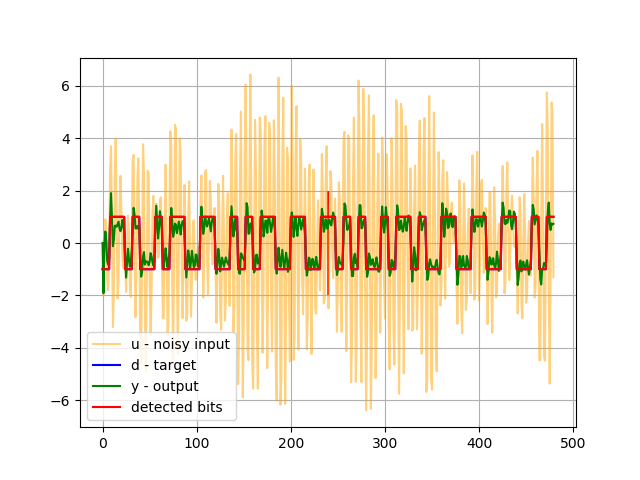 6
4
2
0
−2
−4
−6
u - noisy input
d - target
y - output
detected bits
0 100 200 300 400 500